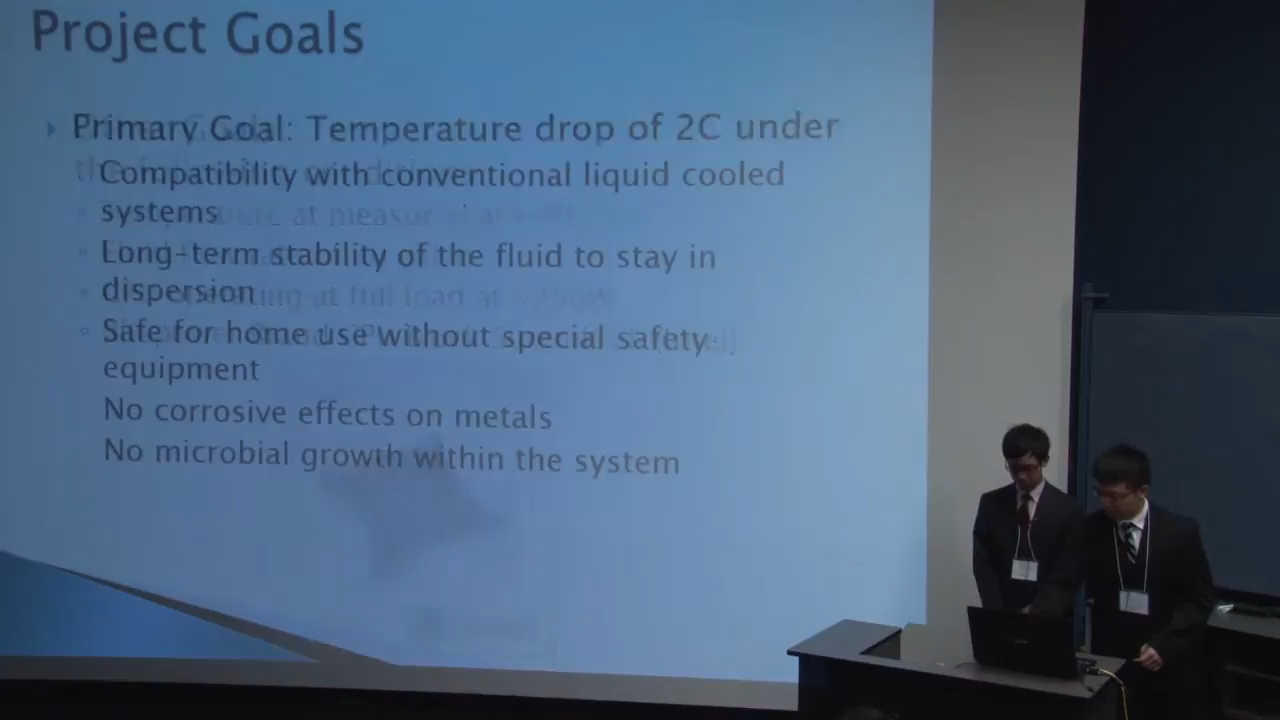 Project Goals
Primary Goal: Temperature drop of 2C under
Compatibility with conventional liquid cooled
systems
Long-term stability of the fluid to stay in
dispersion
Safe for home use without special safety
equipment
No corrosive effects on metals
No microbial growth within the system